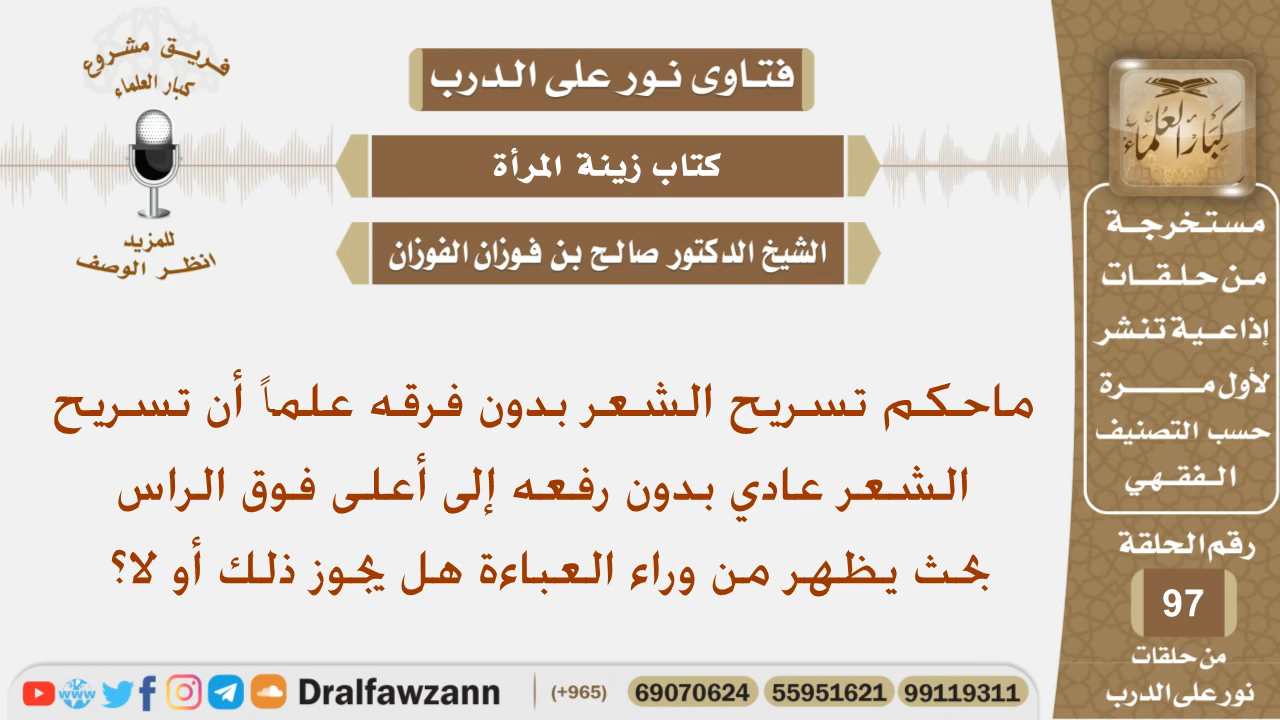 فريق مشروع
كبار العلماء
للمزيد
انظر الوصف
فتاوى نور على الدرب
كتاب زينة المرأة
الشيخ الدكتور صالح بن فوزان الفوزان
ماحكم تسريح الشعر بدون فرقه علماً أن تسريح
الشعر عادي بدون رفعه إلى أعلى فوق الراس
بحث يظهر من وراء العباءة هل يجوز ذلك أو لا؟
كبار العلماء
مستخرجة
من حلقات
إذاعية تنشر
لأول مرة
حسب التصنيف
الفقهي
رقم الحلقة
97
من حلقات
نور على الدرب
www
Dralfawzann
(+965) 69070624 55951621 99119311